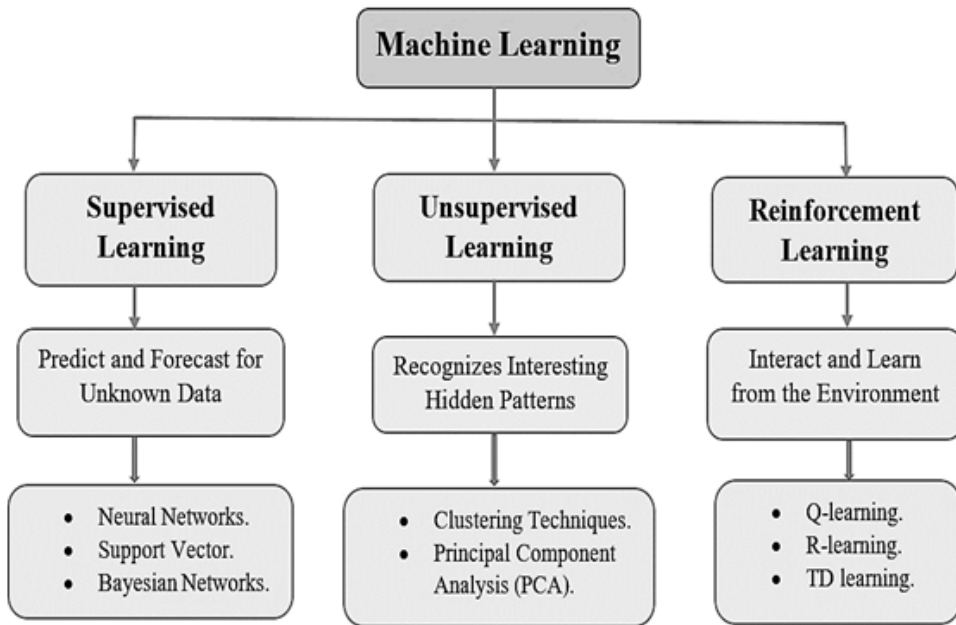 Machine Learning
Supervised
Learning
Unsupervised
Learning
Reinforcement
Learning
Predict and Forecast for
Unknown Data
Recognizes Interesting
Hidden Patterns
Interact and Learn
from the Environment
• Neural Networks.
• Support Vector.
• Bayesian Networks.
• Clustering Techniques.
• Principal Component
Analysis (PCA).
• Q-learning.
• R-learning.
• TD learning.